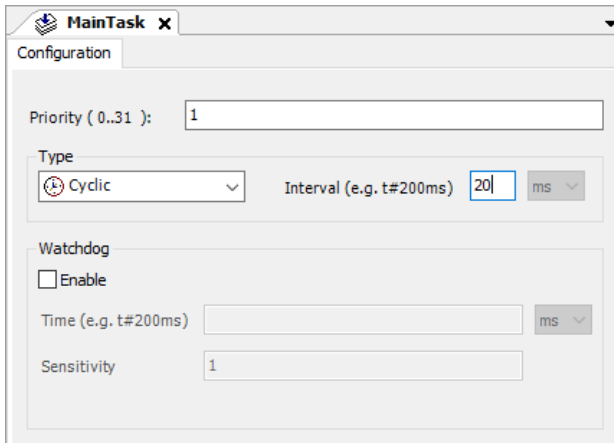 MainTask X
Configuration
Priority ( 0..31 ): 1
Type
Cyclic Interval (e.g. t#200ms) 20 ms
Watchdog
Enable
Time (e.g. t#200ms) ms
Sensitivity 1